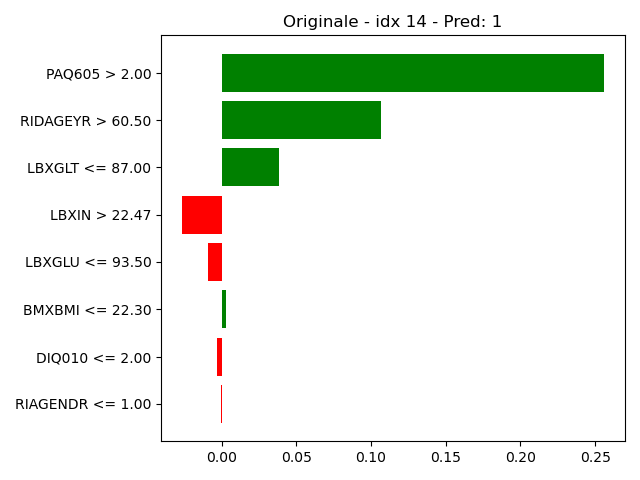 Originale - idx 14 - Pred: 1
PAQ605 > 2.00
RIDAGEYR > 60.50
LBXGLT <= 87.00
LBXIN > 22.47
LBXGLU <= 93.50
BMXBMI <= 22.30
DIQ010 <= 2.00
RIAGENDR <= 1.00
0.00 0.05 0.10 0.15 0.20 0.25